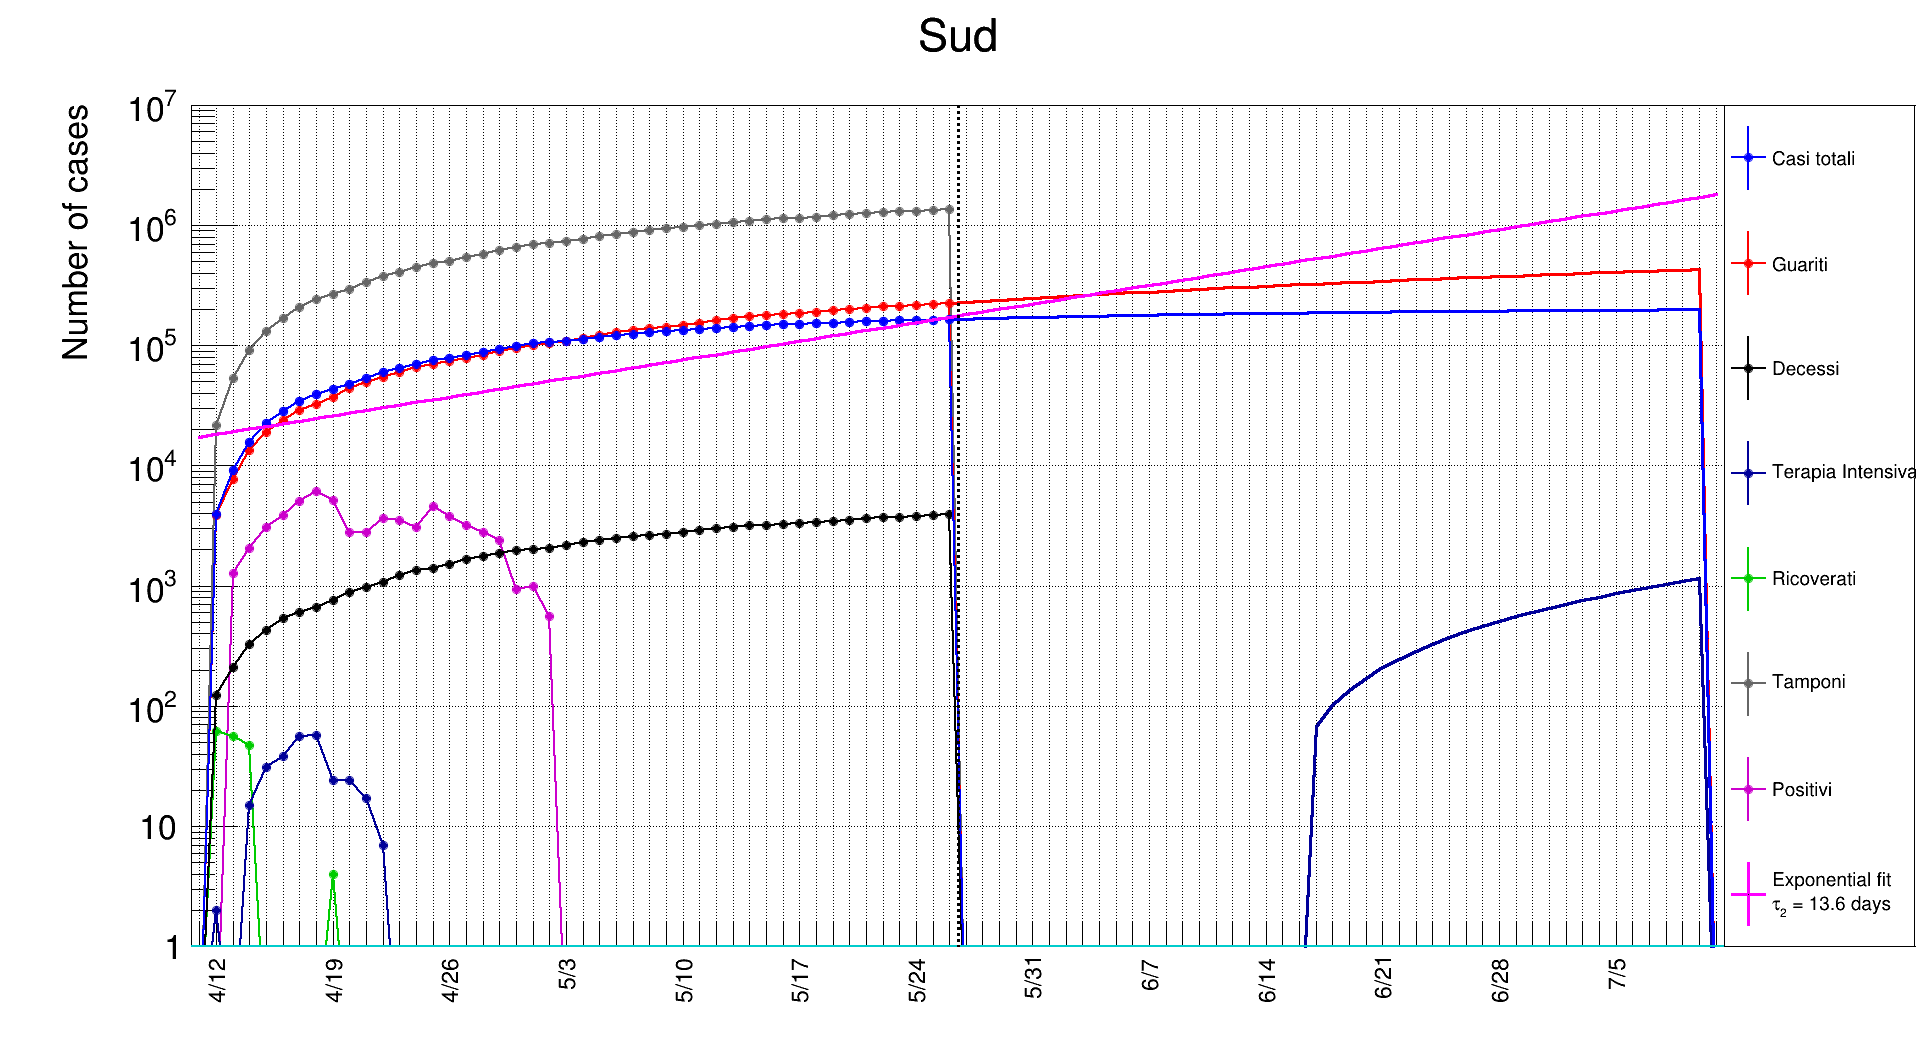 Sud
Number of cases
10^7
10^6
10^5
10^4
10^3
10^2
10
1
4/12
4/19
4/26
5/3
5/10
5/17
5/24
5/31
6/7
6/14
6/21
6/28
7/5
Casi totali
Guariti
Decessi
Terapia Intensiva
Ricoverati
Tamponi
Positivi
Exponential fit
τ_2 = 13.6 days